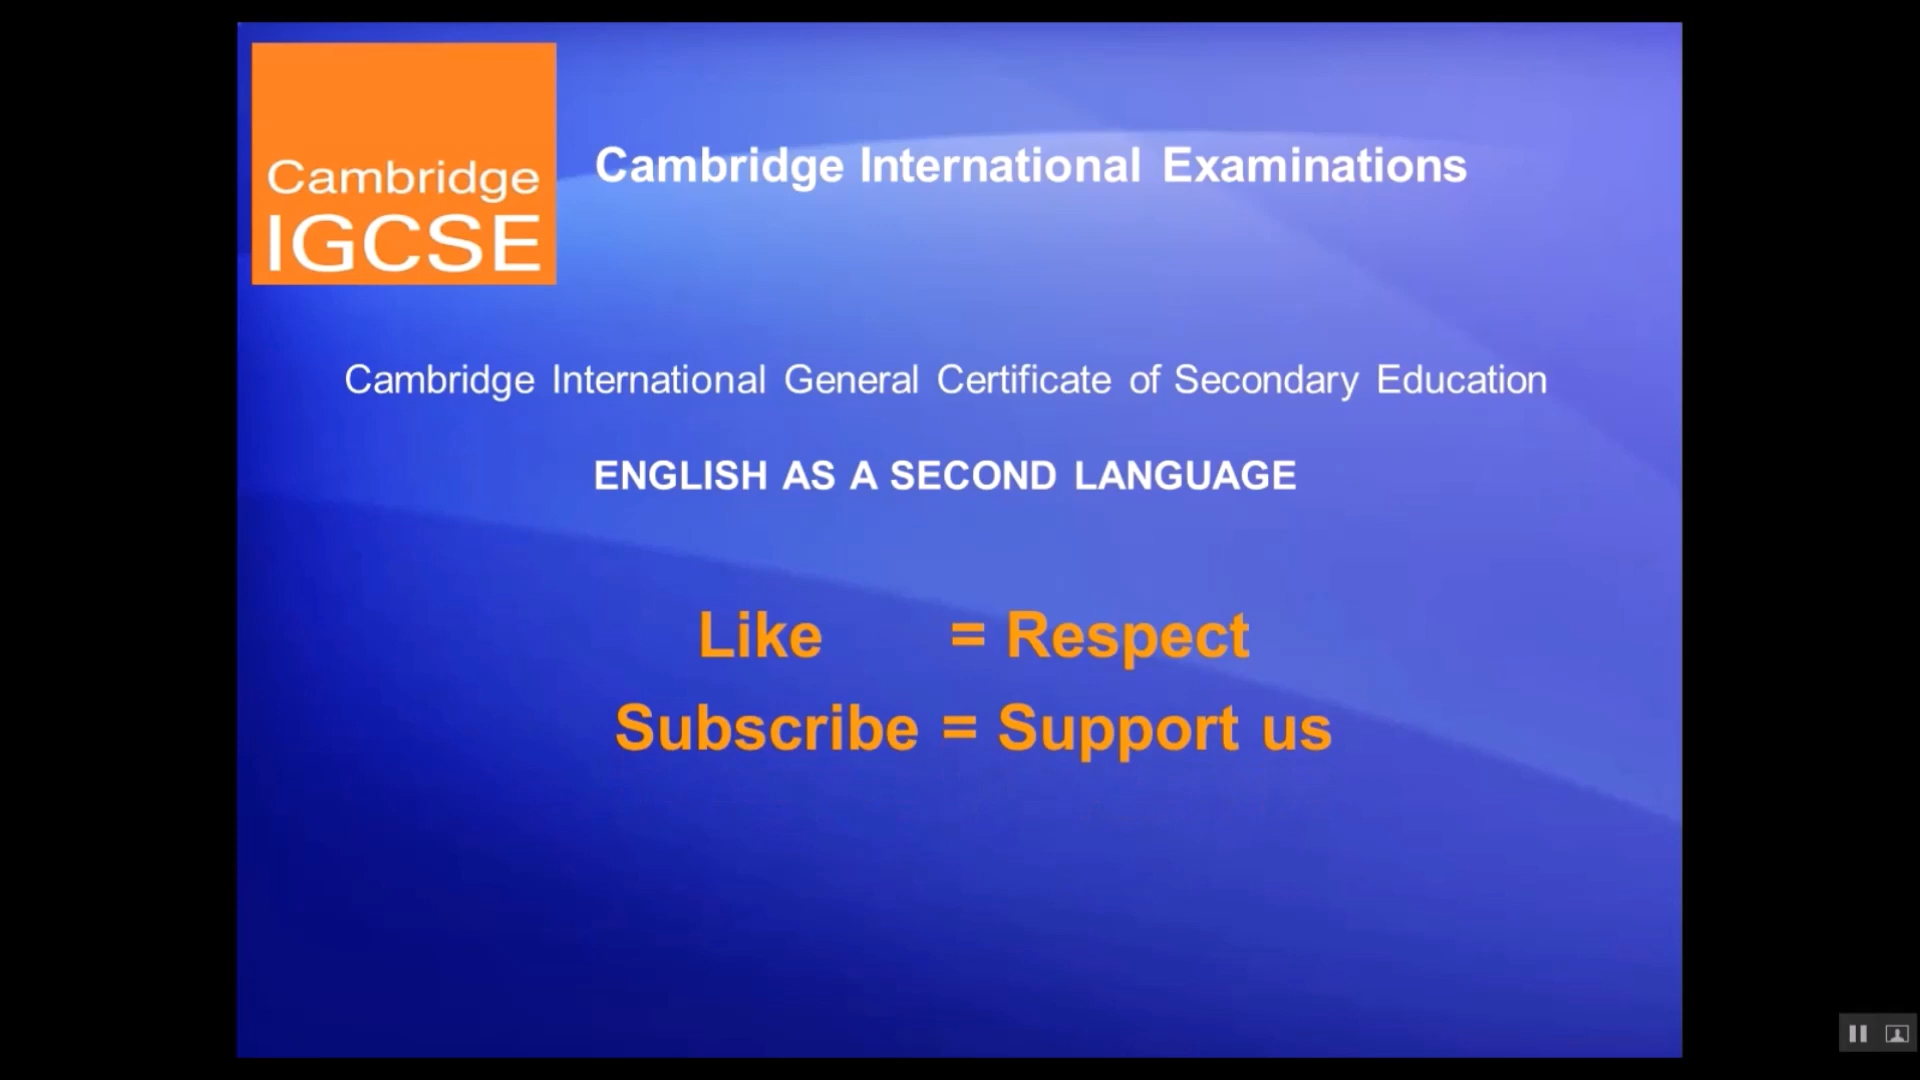 Cambridge
IGCSE
Cambridge International Examinations
Cambridge International General Certificate of Secondary Education
ENGLISH AS A SECOND LANGUAGE
Like = Respect
Subscribe = Support us